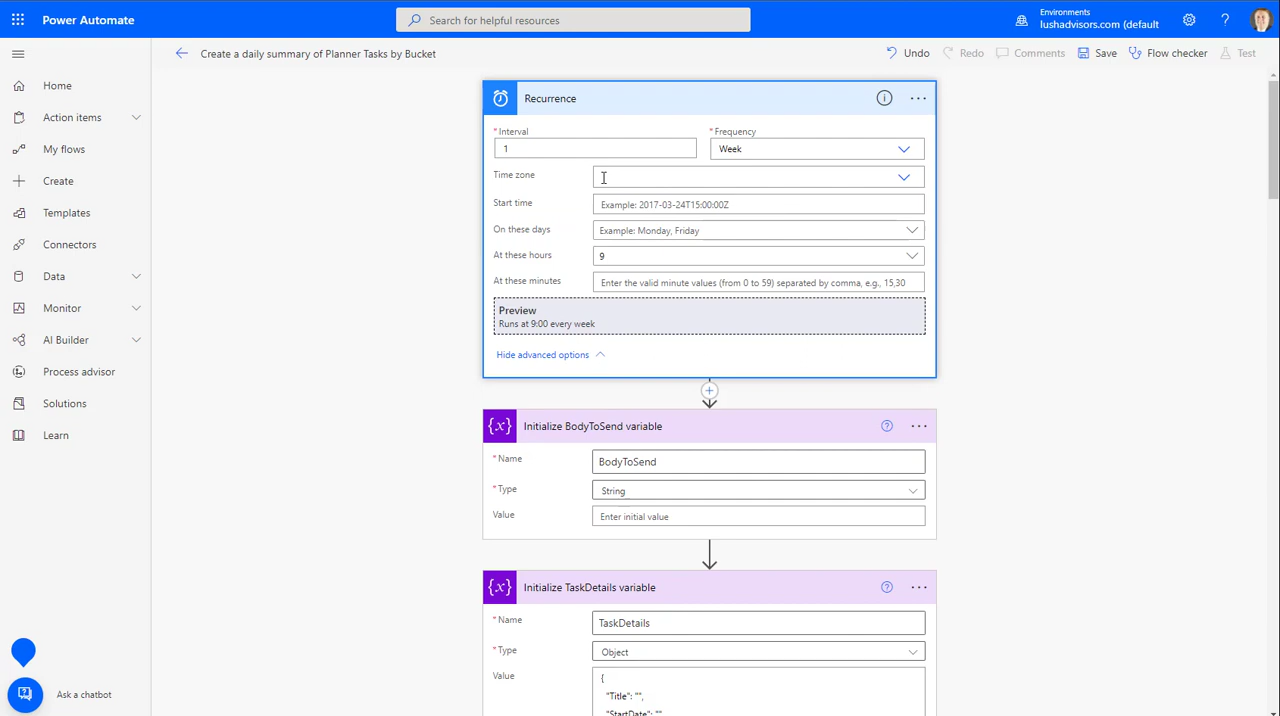 Power Automate
Search for helpful resources
Environments
lushadvisors.com (default
Create a daily summary of Planner Tasks by Bucket
Undo
Redo
Comments
Save
Flow checker
Test
Home
Action items
My flows
Create
Templates
Connectors
Data
Monitor
AI Builder
Process advisor
Solutions
Learn
Ask a chatbot
Recurrence
* Interval
* Frequency
1
Week
Time zone
Start time
Example: 2017-03-24T15:00:00Z
On these days
Example: Monday, Friday
At these hours
9
At these minutes
Enter the valid minute values (from 0 to 59) separated by comma, e.g., 15,30
Preview
Runs at 9:00 every week
Hide advanced options
{x}
Initialize BodyToSend variable
* Name
BodyToSend
* Type
String
Value
Enter initial value
{x}
Initialize TaskDetails variable
* Name
TaskDetails
* Type
Object
Value
{
"Title": "",
"StartDate": ""